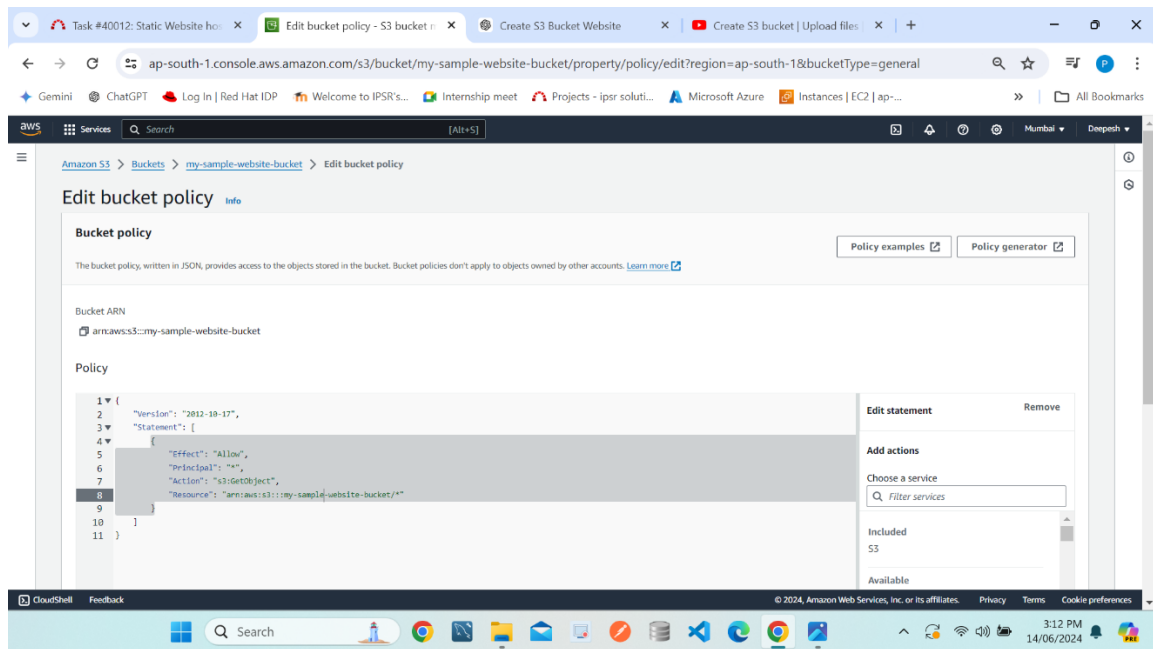 Task #40012: Static Website hos
Edit bucket policy - S3 bucket n
Create S3 Bucket Website
Create S3 bucket | Upload files
ap-south-1.console.aws.amazon.com/s3/bucket/my-sample-website-bucket/property/policy/edit?region=ap-south-1&bucketType=general
P
Gemini ChatGPT Log In | Red Hat IDP Welcome to IPSR's... Internship meet Projects - ipsr soluti... Microsoft Azure Instances | EC2 | ap-... » All Bookmarks
aws Services Search [Alt+S] Mumbai Deepesh
Amazon S3 > Buckets > my-sample-website-bucket > Edit bucket policy
Edit bucket policy Info
Bucket policy
Policy examples
Policy generator
The bucket policy, written in JSON, provides access to the objects stored in the bucket. Bucket policies don't apply to objects owned by other accounts. Learn more
Bucket ARN
arn:aws:s3:::my-sample-website-bucket
Policy
1 {
2 "Version": "2012-10-17",
3 "Statement": [
4 {
5 "Effect": "Allow",
6 "Principal": "*",
7 "Action": "s3:GetObject",
8 "Resource": "arn:aws:s3:::my-sample-website-bucket/*"
9 }
10 ]
11 }
Edit statement Remove
Add actions
Choose a service
Filter services
Included
S3
Available
CloudShell Feedback © 2024, Amazon Web Services, Inc. or its affiliates. Privacy Terms Cookie preferences
Search
3:12 PM
14/06/2024
PRE